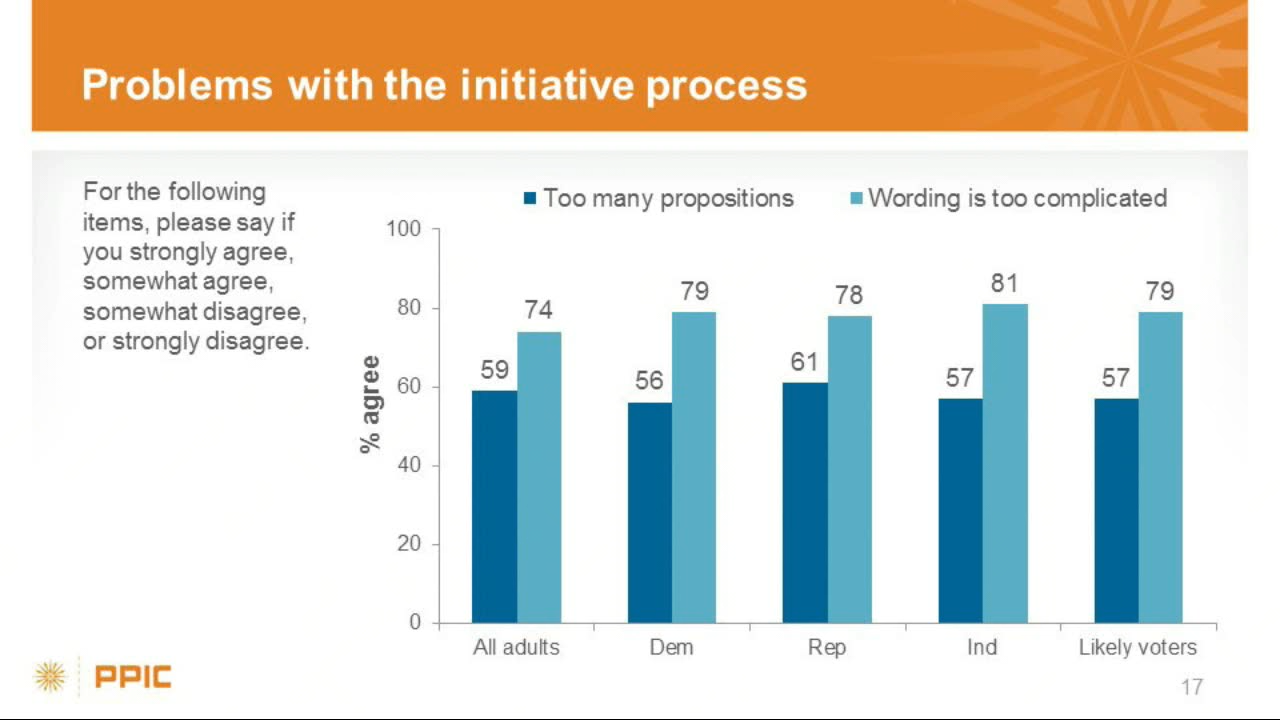 Problems with the initiative process
For the following
items, please say if
you strongly agree,
somewhat agree,
somewhat disagree,
or strongly disagree.
Too many propositions
Wording is too complicated
% agree
100
80
60
40
20
0
59
74
56
79
61
78
57
81
57
79
All adults
Dem
Rep
Ind
Likely voters
PPIC
17